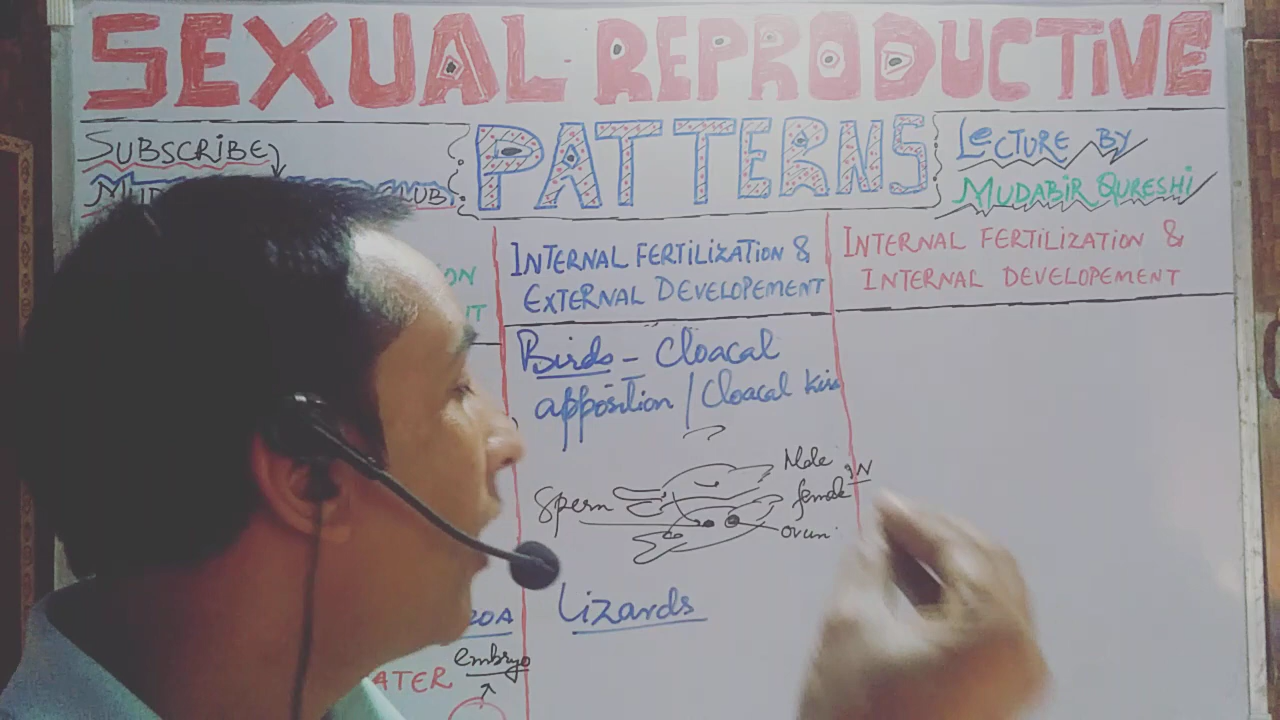 SEXUAL REPRODUCTIVE
PATTERNS
SUBSCRIBE
CLUB
LECTURE BY
MUDABIR QURESHI
INTERNAL FERTILIZATION &
EXTERNAL DEVELOPEMENT
INTERNAL FERTILIZATION &
INTERNAL DEVELOPEMENT
Birds - Cloacal
apposition / Cloacal kiss
Male
female
Sperm
ovum
Lizards
embryo